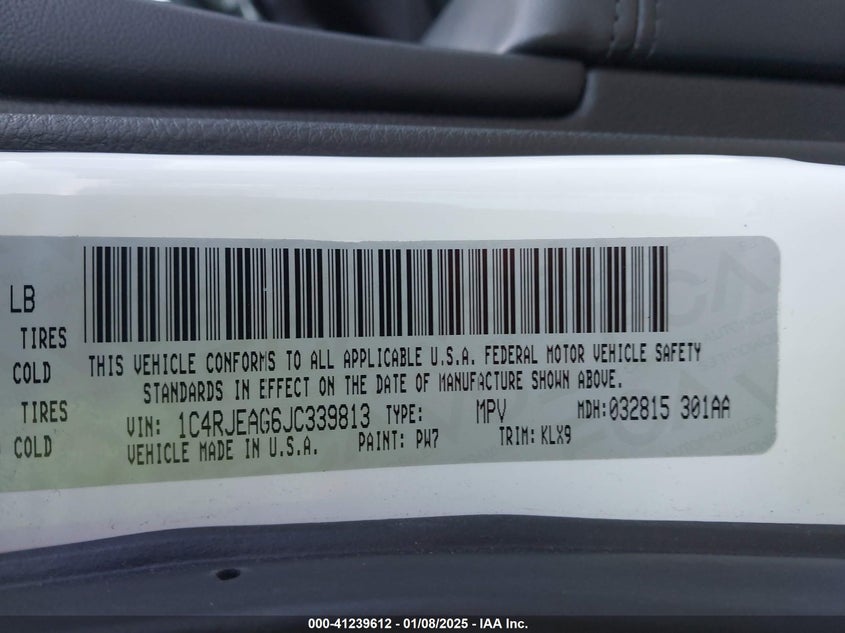 LB
TIRES
COLD
TIRES
COLD
THIS VEHICLE CONFORMS TO ALL APPLICABLE U.S.A. FEDERAL MOTOR VEHICLE SAFETY
STANDARDS IN EFFECT ON THE DATE OF MANUFACTURE SHOWN ABOVE.
VIN: 1C4RJEAG6JC339813 TYPE: MPV MDH: 032815 301AA
VEHICLE MADE IN U.S.A. PAINT: PW7 TRIM: KLX9
000-41239612 - 01/08/2025 - IAA Inc.